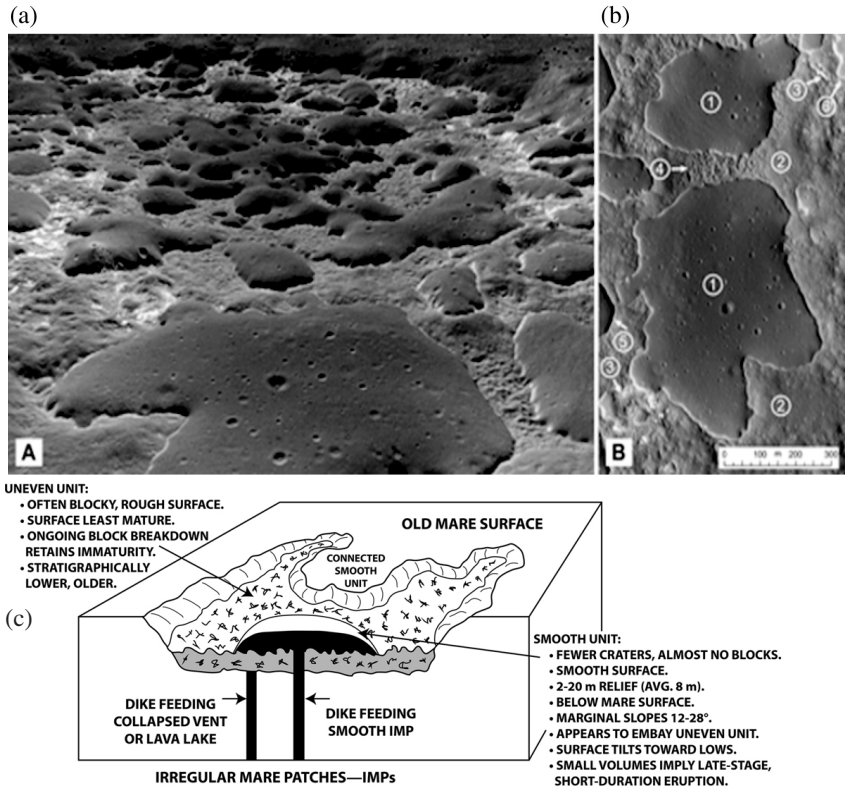 (a)
(b)
A
1
3
6
2
4
1
5
3
2
B
0 100 m 200 300
UNEVEN UNIT:
• OFTEN BLOCKY, ROUGH SURFACE.
• SURFACE LEAST MATURE.
• ONGOING BLOCK BREAKDOWN
RETAINS IMMATURITY.
• STRATIGRAPHICALLY
LOWER, OLDER.
OLD MARE SURFACE
CONNECTED
SMOOTH
UNIT
(c)
DIKE FEEDING
COLLAPSED VENT
OR LAVA LAKE
DIKE FEEDING
SMOOTH IMP
SMOOTH UNIT:
• FEWER CRATERS, ALMOST NO BLOCKS.
• SMOOTH SURFACE.
• 2-20 m RELIEF (AVG. 8 m).
• BELOW MARE SURFACE.
• MARGINAL SLOPES 12-28°.
• APPEARS TO EMBAY UNEVEN UNIT.
• SURFACE TILTS TOWARD LOWS.
• SMALL VOLUMES IMPLY LATE-STAGE,
SHORT-DURATION ERUPTION.
IRREGULAR MARE PATCHES—IMPs